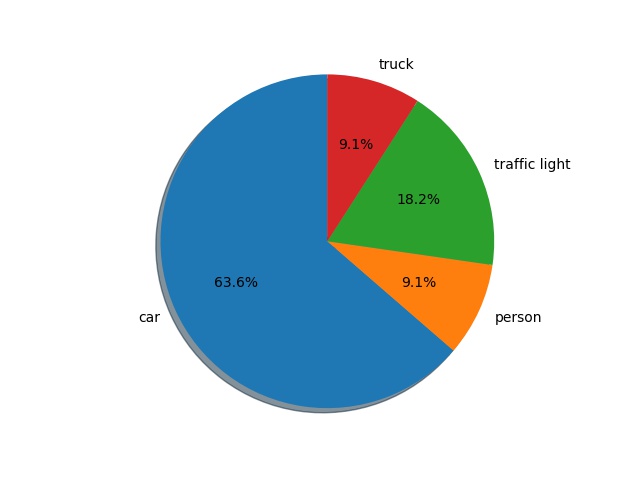 truck
9.1%
traffic light
18.2%
63.6%
9.1%
car
person